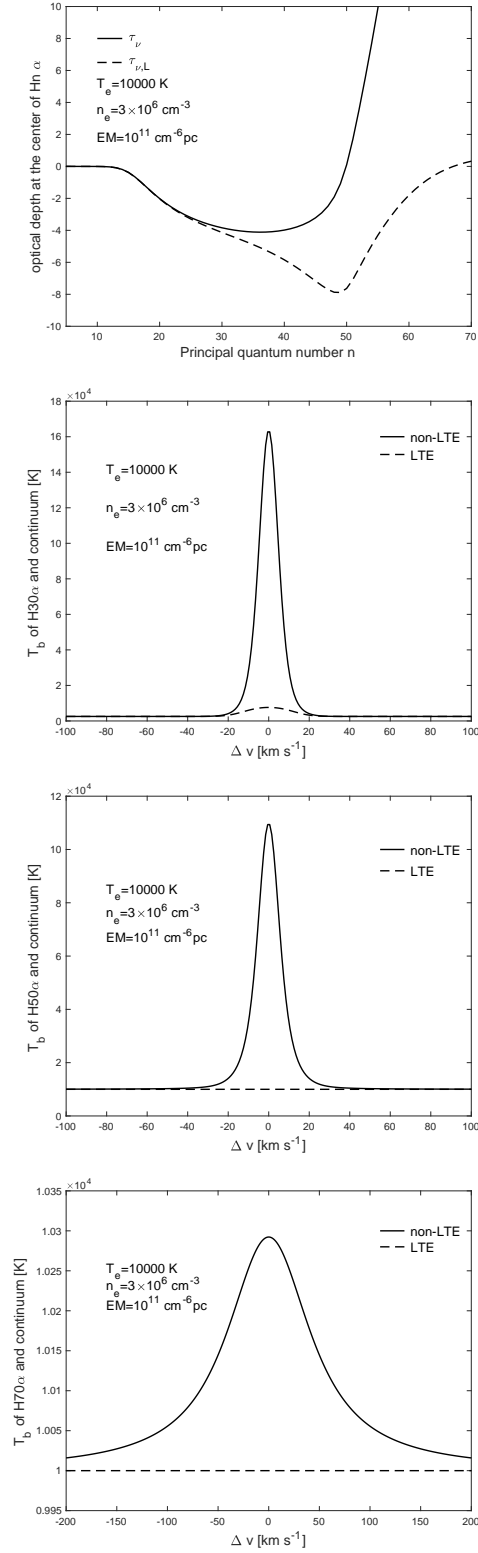 10
8
6
4
2
0
-2
-4
-6
-8
-10
optical depth at the center of Hn α
τν
τν,L
Te=10000 K
ne=3×10^6 cm^-3
EM=10^11 cm^-6pc
10 20 30 40 50 60 70
Principal quantum number n
×10^4
18
16
14
12
10
8
6
4
2
0
Tb of H30α and continuum [K]
non-LTE
LTE
Te=10000 K
ne=3×10^6 cm^-3
EM=10^11 cm^-6pc
-100 -80 -60 -40 -20 0 20 40 60 80 100
Δ v [km s^-1]
×10^4
12
10
8
6
4
2
0
Tb of H50α and continuum [K]
non-LTE
LTE
Te=10000 K
ne=3×10^6 cm^-3
EM=10^11 cm^-6pc
-100 -80 -60 -40 -20 0 20 40 60 80 100
Δ v [km s^-1]
×10^4
1.035
1.03
1.025
1.02
1.015
1.01
1.005
1
0.995
Tb of H70α and continuum [K]
non-LTE
LTE
Te=10000 K
ne=3×10^6 cm^-3
EM=10^11 cm^-6pc
-200 -150 -100 -50 0 50 100 150 200
Δ v [km s^-1]